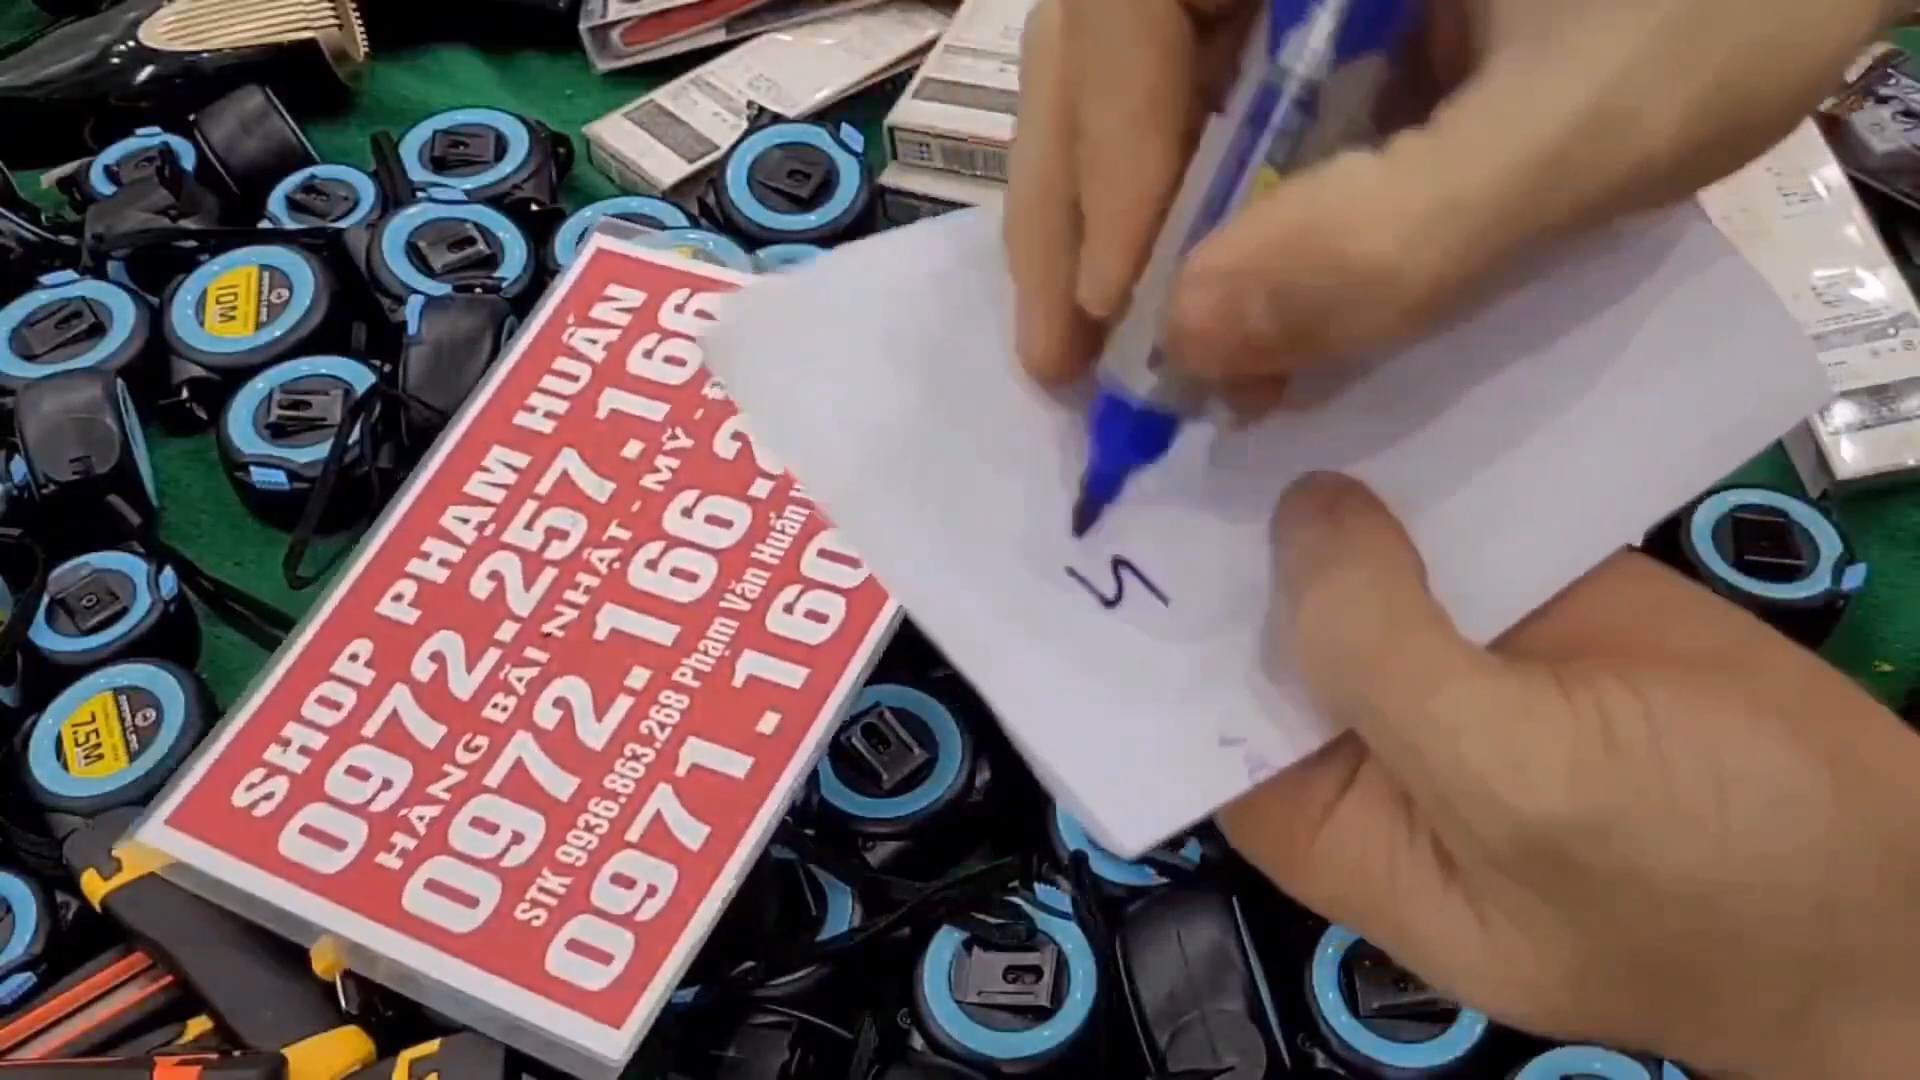 SHOP PHẠM HUẤN
0972.257.166
HÀNG BÃI NHẬT - MỸ -
0972.166.2
STK 9936.863.268 Phạm Văn Huấn
0971.160
10M
7.5M